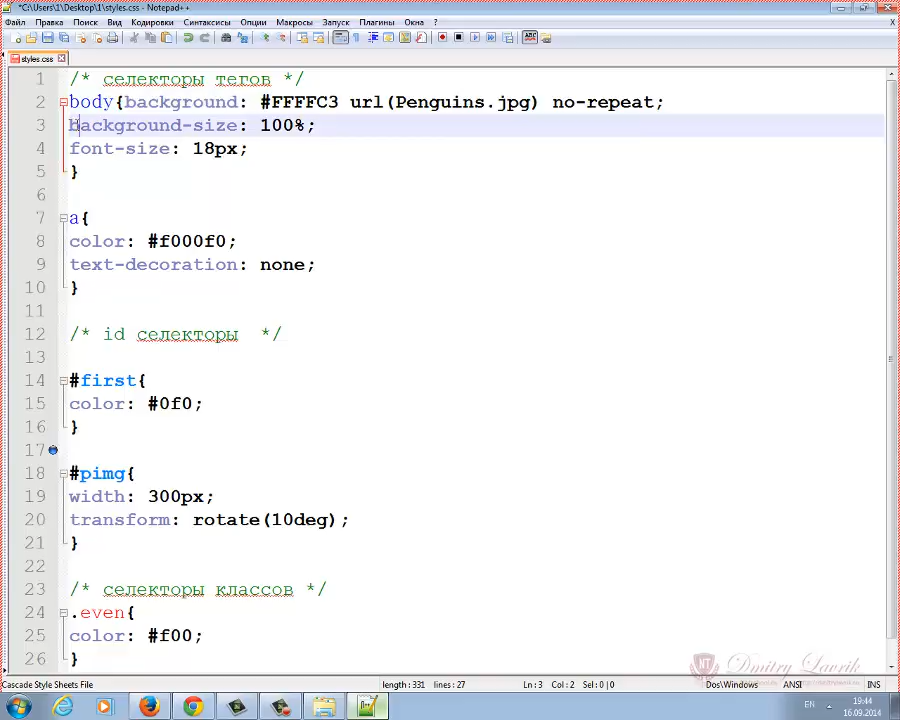 *C:\Users\1\Desktop\1\styles.css - Notepad++
Файл Правка Поиск Вид Кодировки Синтаксисы Опции Макросы Запуск Плагины Окна ? X
styles.css
1 /* селекторы тегов */
2 body{background: #FFFFC3 url(Penguins.jpg) no-repeat;
3 background-size: 100%;
4 font-size: 18px;
5 }
6
7 a{
8 color: #f000f0;
9 text-decoration: none;
10 }
11
12 /* id селекторы */
13
14 #first{
15 color: #0f0;
16 }
17
18 #pimg{
19 width: 300px;
20 transform: rotate(10deg);
21 }
22
23 /* селекторы классов */
24 .even{
25 color: #f00;
26 }
NT Dmitry Lavrik
Cascade Style Sheets File length : 331 lines : 27 Ln : 3 Col : 2 Sel : 0 | 0 Dos\Windows ANSI INS
EN 19:44
16.09.2014